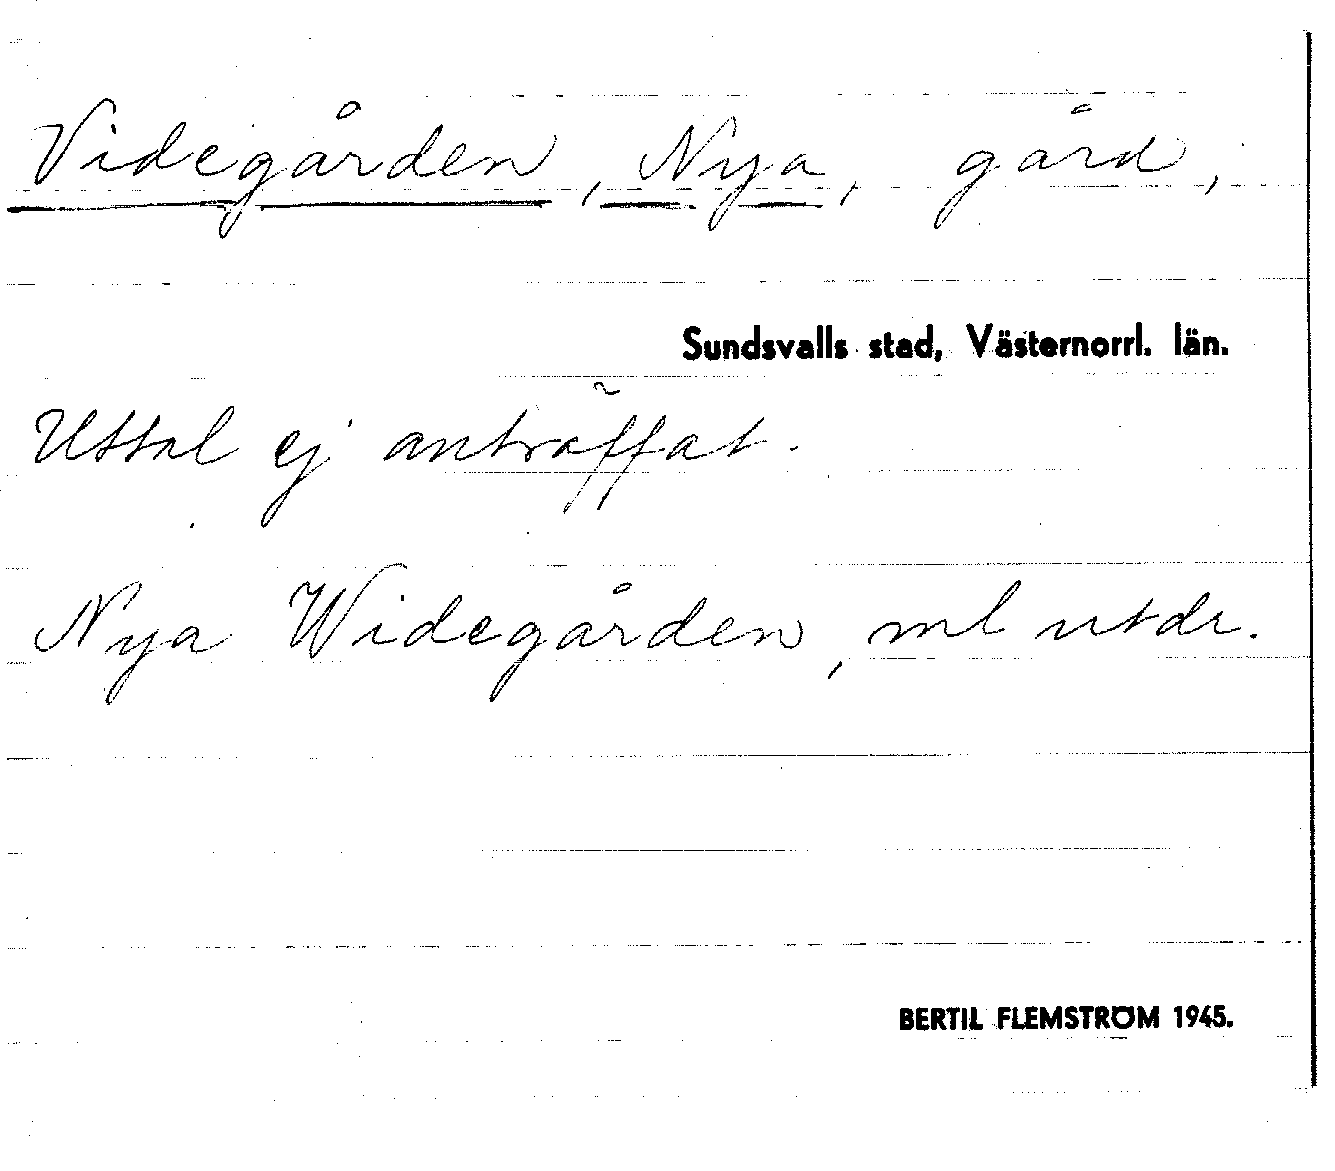 Videgården, Nya, gård,
Sundsvalls stad, Västernorrl. län.
Uttal ej anträffat.
Nya Widegården, ml utdr.
BERTIL FLEMSTRÖM 1945.